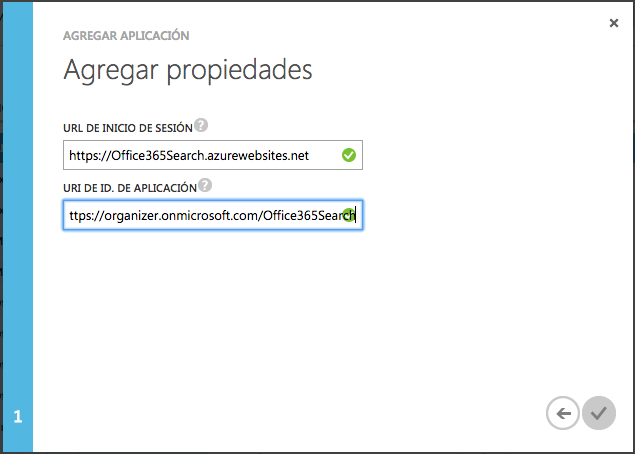 AGREGAR APLICACIÓN
Agregar propiedades
URL DE INICIO DE SESIÓN ?
https://Office365Search.azurewebsites.net
URI DE ID. DE APLICACIÓN ?
ttps://organizer.onmicrosoft.com/Office365Search
1